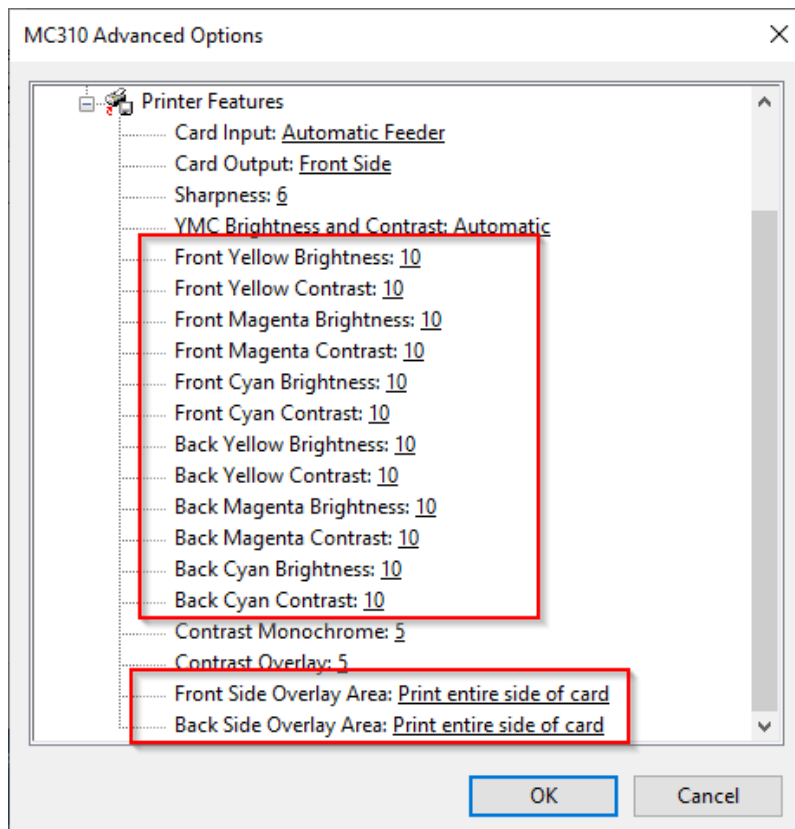 MC310 Advanced Options
Printer Features
Card Input: Automatic Feeder
Card Output: Front Side
Sharpness: 6
YMC Brightness and Contrast: Automatic
Front Yellow Brightness: 10
Front Yellow Contrast: 10
Front Magenta Brightness: 10
Front Magenta Contrast: 10
Front Cyan Brightness: 10
Front Cyan Contrast: 10
Back Yellow Brightness: 10
Back Yellow Contrast: 10
Back Magenta Brightness: 10
Back Magenta Contrast: 10
Back Cyan Brightness: 10
Back Cyan Contrast: 10
Contrast Monochrome: 5
Contrast Overlay: 5
Front Side Overlay Area: Print entire side of card
Back Side Overlay Area: Print entire side of card
OK Cancel